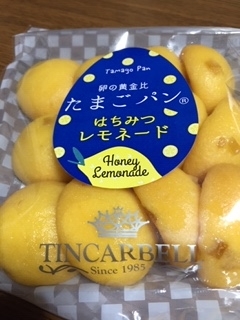 Tamago Pan
卵の黄金比
たまごパン®
はちみつ
レモネード
Honey
Lemonade
TINCARBELL
Since 1985